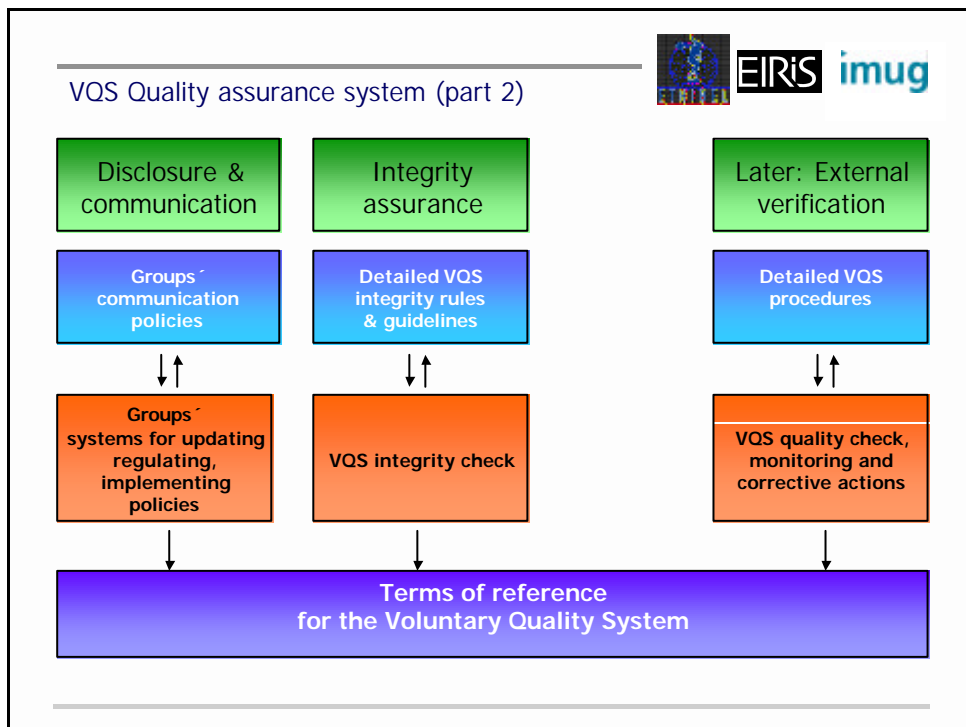 VQS Quality assurance system (part 2)
ETHIBEL
EIRiS
imug
Disclosure &
communication
Integrity
assurance
Later: External
verification
Groups´
communication
policies
Detailed VQS
integrity rules
& guidelines
Detailed VQS
procedures
Groups´
systems for updating
regulating,
implementing
policies
VQS integrity check
VQS quality check,
monitoring and
corrective actions
Terms of reference
for the Voluntary Quality System